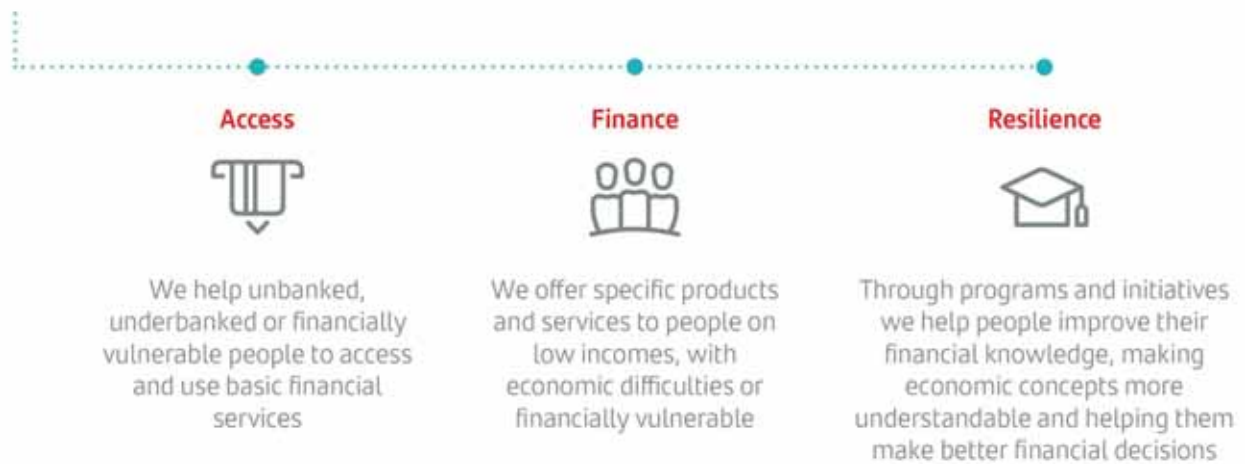 Access
We help unbanked,
underbanked or financially
vulnerable people to access
and use basic financial
services
Finance
We offer specific products
and services to people on
low incomes, with
economic difficulties or
financially vulnerable
Resilience
Through programs and initiatives
we help people improve their
financial knowledge, making
economic concepts more
understandable and helping them
make better financial decisions